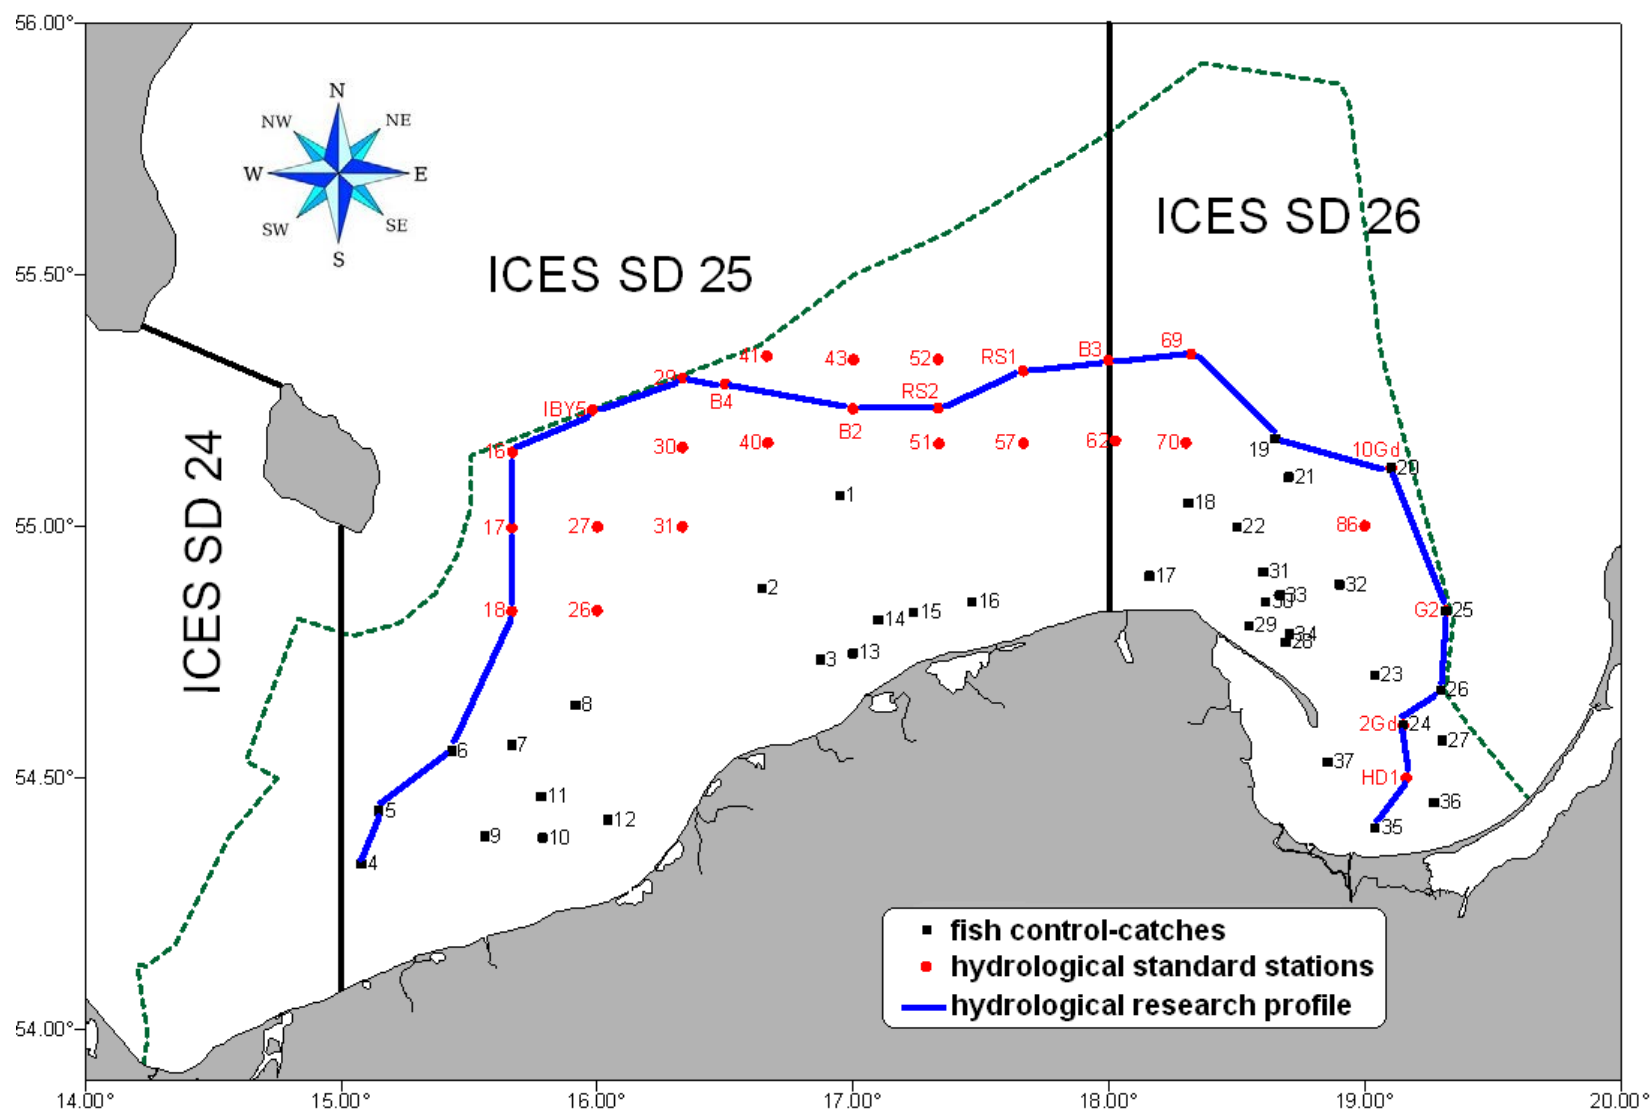 56.00°
N
NW
NE
W
E
SW
SE
S
ICES SD 26
ICES SD 25
55.50°
41
43
52
RS1
B3
69
29
B4
RS2
IBY5
B2
16
30
40
51
57
62
70
19
10Gd
20
21
1
18
55.00°
17
27
31
22
86
ICES SD 24
2
31
17
32
33
30
16
15
14
18
26
29
G2
25
34
28
3
13
23
26
8
2Gd
24
27
6
7
37
54.50°
HD1
11
36
5
12
35
9
10
4
fish control-catches
hydrological standard stations
hydrological research profile
54.00°
14.00°
15.00°
16.00°
17.00°
18.00°
19.00°
20.00°